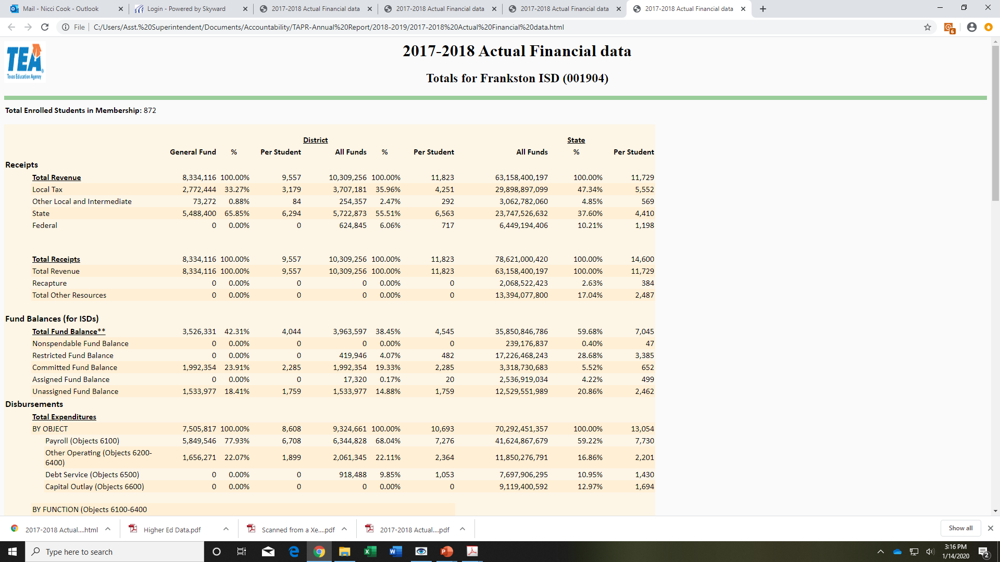 Mail - Nicci Cook - Outlook
Login - Powered by Skyward
2017-2018 Actual Financial data
2017-2018 Actual Financial data
2017-2018 Actual Financial data
2017-2018 Actual Financial data
File | C:/Users/Asst.%20Superintendent/Documents/Accountability/TAPR-Annual%20Report/2018-2019/2017-2018%20Actual%20Financial%20data.html
6
TEA
Texas Education Agency
2017-2018 Actual Financial data
Totals for Frankston ISD (001904)
Total Enrolled Students in Membership: 872
District State
General Fund % Per Student All Funds % Per Student All Funds % Per Student
Receipts
Total Revenue 8,334,116 100.00% 9,557 10,309,256 100.00% 11,823 63,158,400,197 100.00% 11,729
Local Tax 2,772,444 33.27% 3,179 3,707,181 35.96% 4,251 29,898,897,099 47.34% 5,552
Other Local and Intermediate 73,272 0.88% 84 254,357 2.47% 292 3,062,782,060 4.85% 569
State 5,488,400 65.85% 6,294 5,722,873 55.51% 6,563 23,747,526,632 37.60% 4,410
Federal 0 0.00% 0 624,845 6.06% 717 6,449,194,406 10.21% 1,198
Total Receipts 8,334,116 100.00% 9,557 10,309,256 100.00% 11,823 78,621,000,420 100.00% 14,600
Total Revenue 8,334,116 100.00% 9,557 10,309,256 100.00% 11,823 63,158,400,197 100.00% 11,729
Recapture 0 0.00% 0 0 0.00% 0 2,068,522,423 2.63% 384
Total Other Resources 0 0.00% 0 0 0.00% 0 13,394,077,800 17.04% 2,487
Fund Balances (for ISDs)
Total Fund Balance** 3,526,331 42.31% 4,044 3,963,597 38.45% 4,545 35,850,846,786 59.68% 7,045
Nonspendable Fund Balance 0 0.00% 0 0 0.00% 0 239,176,837 0.40% 47
Restricted Fund Balance 0 0.00% 0 419,946 4.07% 482 17,226,468,243 28.68% 3,385
Committed Fund Balance 1,992,354 23.91% 2,285 1,992,354 19.33% 2,285 3,318,730,683 5.52% 652
Assigned Fund Balance 0 0.00% 0 17,320 0.17% 20 2,536,919,034 4.22% 499
Unassigned Fund Balance 1,533,977 18.41% 1,759 1,533,977 14.88% 1,759 12,529,551,989 20.86% 2,462
Disbursements
Total Expenditures
BY OBJECT 7,505,817 100.00% 8,608 9,324,661 100.00% 10,693 70,292,451,357 100.00% 13,054
Payroll (Objects 6100) 5,849,546 77.93% 6,708 6,344,828 68.04% 7,276 41,624,867,679 59.22% 7,730
Other Operating (Objects 6200-
6400) 1,656,271 22.07% 1,899 2,061,345 22.11% 2,364 11,850,276,791 16.86% 2,201
Debt Service (Objects 6500) 0 0.00% 0 918,488 9.85% 1,053 7,697,906,295 10.95% 1,430
Capital Outlay (Objects 6600) 0 0.00% 0 0 0.00% 0 9,119,400,592 12.97% 1,694
BY FUNCTION (Objects 6100-6400
2017-2018 Actual....html
Higher Ed Data.pdf
Scanned from a Xe....pdf
2017-2018 Actual....pdf
Show all
Type here to search
3:16 PM
1/14/2020
2